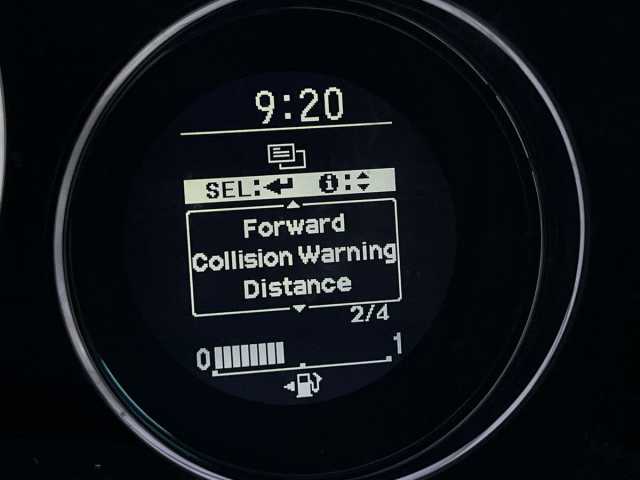 9:20
SEL:↵ i:
Forward
Collision Warning
Distance
2/4
0 1